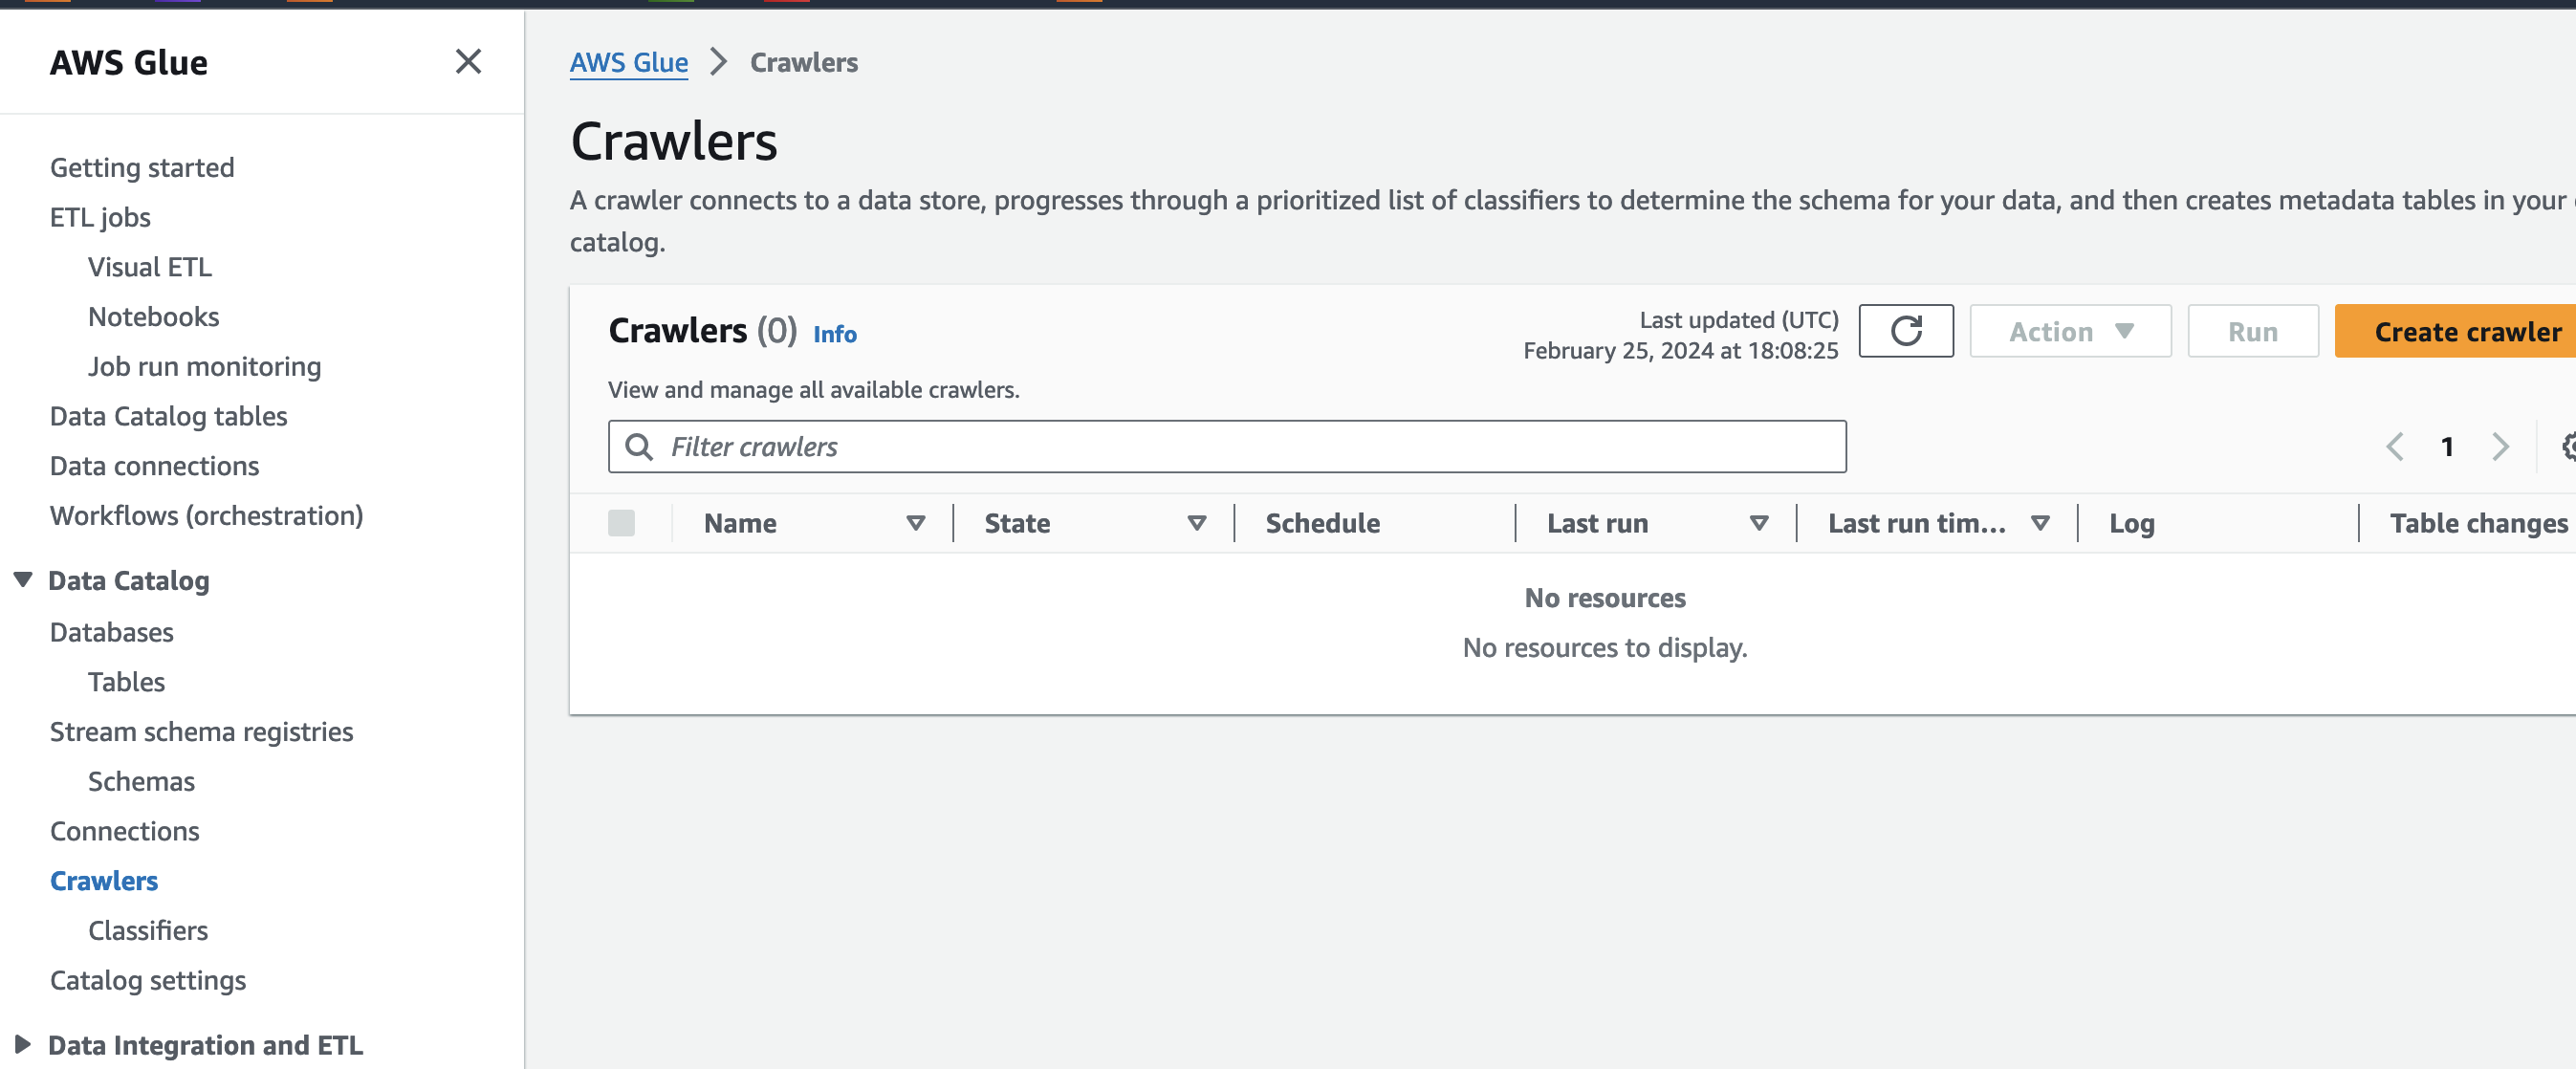 AWS Glue
Getting started
ETL jobs
Visual ETL
Notebooks
Job run monitoring
Data Catalog tables
Data connections
Workflows (orchestration)
Data Catalog
Databases
Tables
Stream schema registries
Schemas
Connections
Crawlers
Classifiers
Catalog settings
Data Integration and ETL
AWS Glue > Crawlers
Crawlers
A crawler connects to a data store, progresses through a prioritized list of classifiers to determine the schema for your data, and then creates metadata tables in your
catalog.
Crawlers (0) Info
Last updated (UTC)
February 25, 2024 at 18:08:25
Action
Run
Create crawler
View and manage all available crawlers.
Filter crawlers
1
Name State Schedule Last run Last run tim... Log Table changes
No resources
No resources to display.